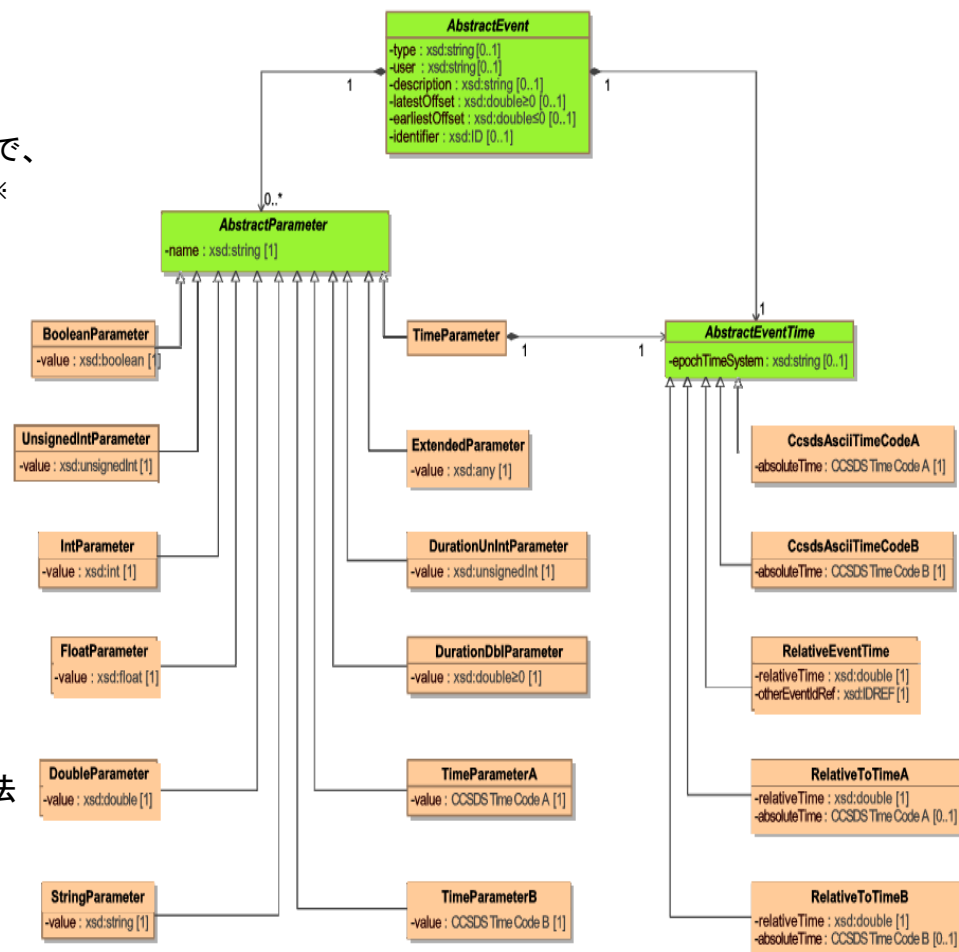 AbstractEvent
-type : xsd:string [0..1]
-user : xsd:string[0..1]
-description : xsd:string [0..1]
-latestOffset : xsd:double≥0 [0..1]
-earliestOffset : xsd:double≤0 [0..1]
-identifier : xsd:ID [0..1]
1
1
で、
※
0..*
AbstractParameter
-name : xsd:string [1]
1
BooleanParameter
-value : xsd:boolean [1]
TimeParameter
1
1
AbstractEventTime
-epochTimeSystem : xsd:string [0..1]
UnsignedIntParameter
-value : xsd:unsignedInt [1]
ExtendedParameter
-value : xsd:any [1]
CcsdsAsciiTimeCodeA
-absoluteTime : CCSDS Time Code A [1]
IntParameter
-value : xsd:int [1]
DurationUnIntParameter
-value : xsd:unsignedInt [1]
CcsdsAsciiTimeCodeB
-absoluteTime : CCSDS Time Code B [1]
FloatParameter
-value : xsd:float [1]
DurationDblParameter
-value : xsd:double≥0 [1]
RelativeEventTime
-relativeTime : xsd:double [1]
-otherEventIdRef : xsd:IDREF [1]
法
DoubleParameter
-value : xsd:double [1]
TimeParameterA
-value : CCSDS Time Code A [1]
RelativeToTimeA
-relativeTime : xsd:double [1]
-absoluteTime : CCSDS Time Code A [0..1]
StringParameter
-value : xsd:string [1]
TimeParameterB
-value : CCSDS Time Code B [1]
RelativeToTimeB
-relativeTime : xsd:double [1]
-absoluteTime : CCSDS Time Code B [0..1]